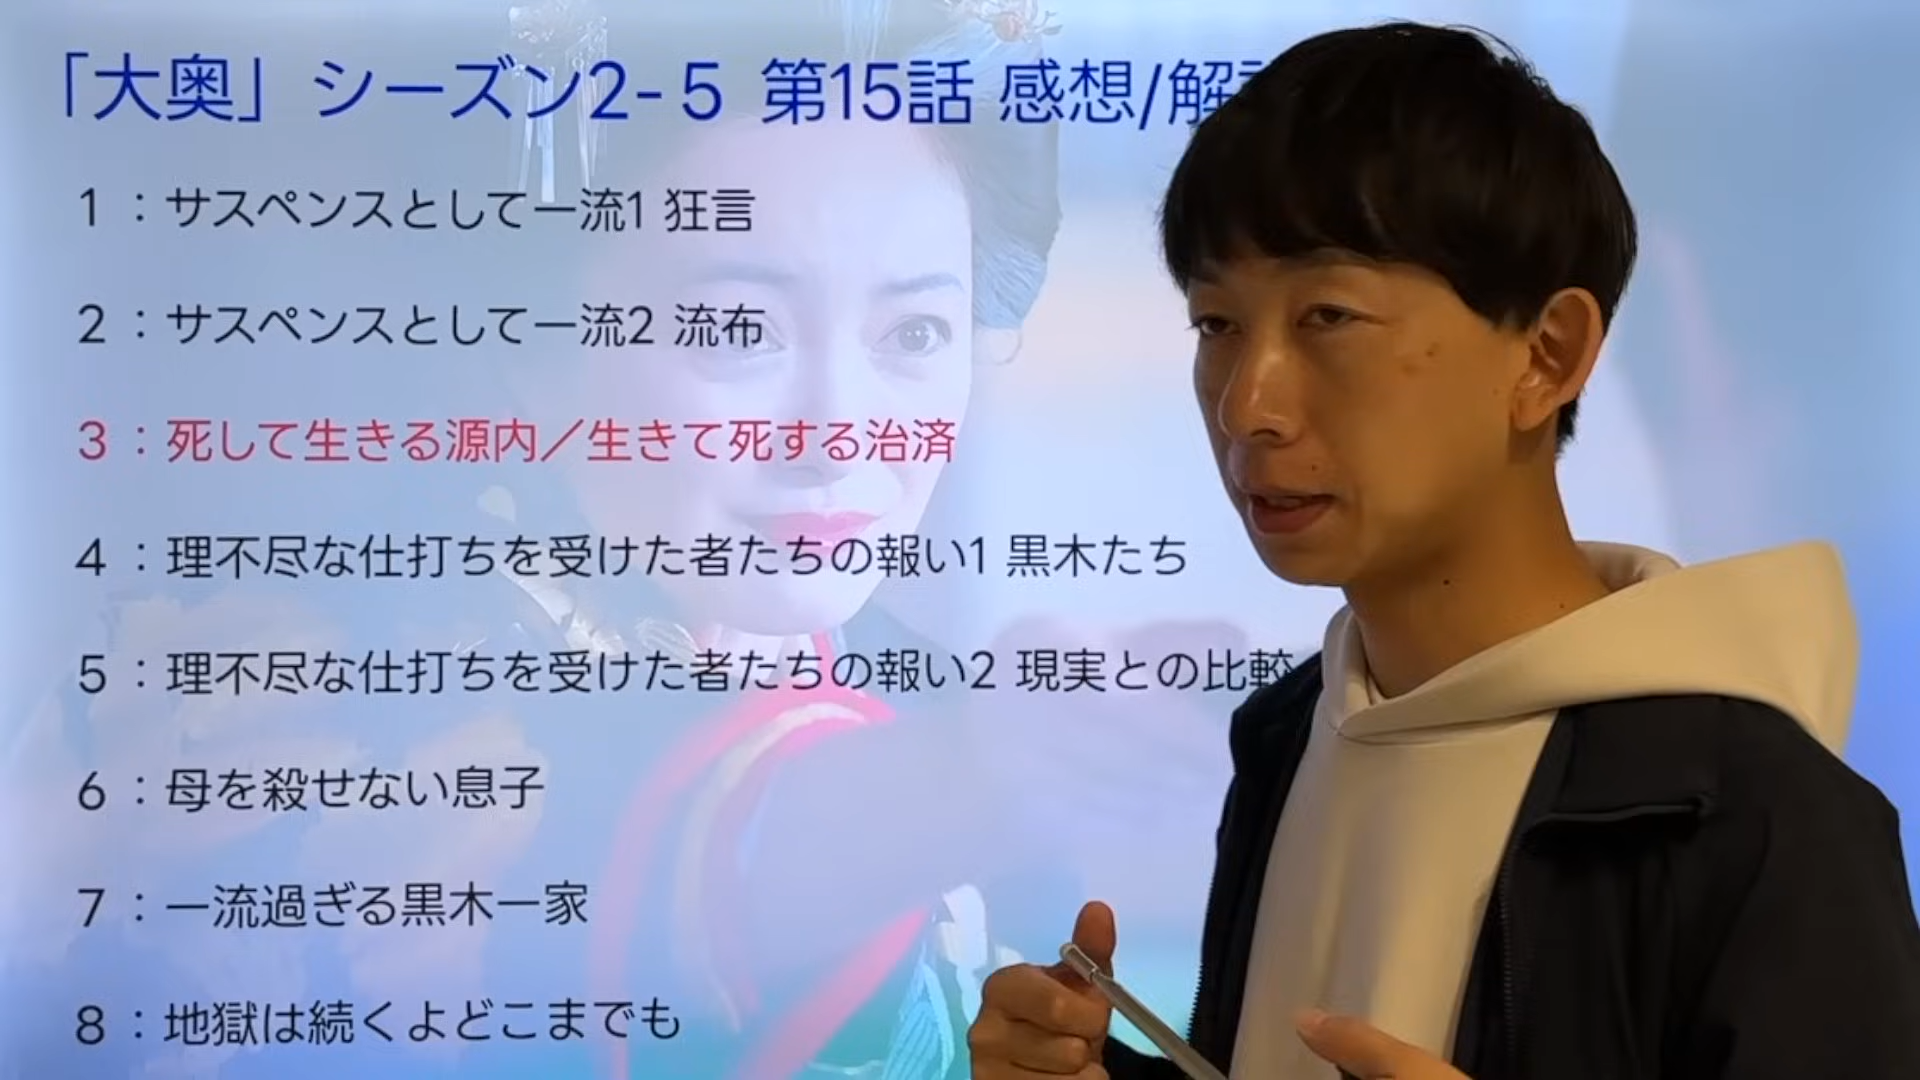 「大奥」シーズン2-5 第15話 感想/解
1：サスペンスとして一流1 狂言
2：サスペンスとして一流2 流布
3：死して生きる源内／生きて死する治済
4：理不尽な仕打ちを受けた者たちの報い1 黒木たち
5：理不尽な仕打ちを受けた者たちの報い2 現実との比較
6：母を殺せない息子
7：一流過ぎる黒木一家
8：地獄は続くよどこまでも